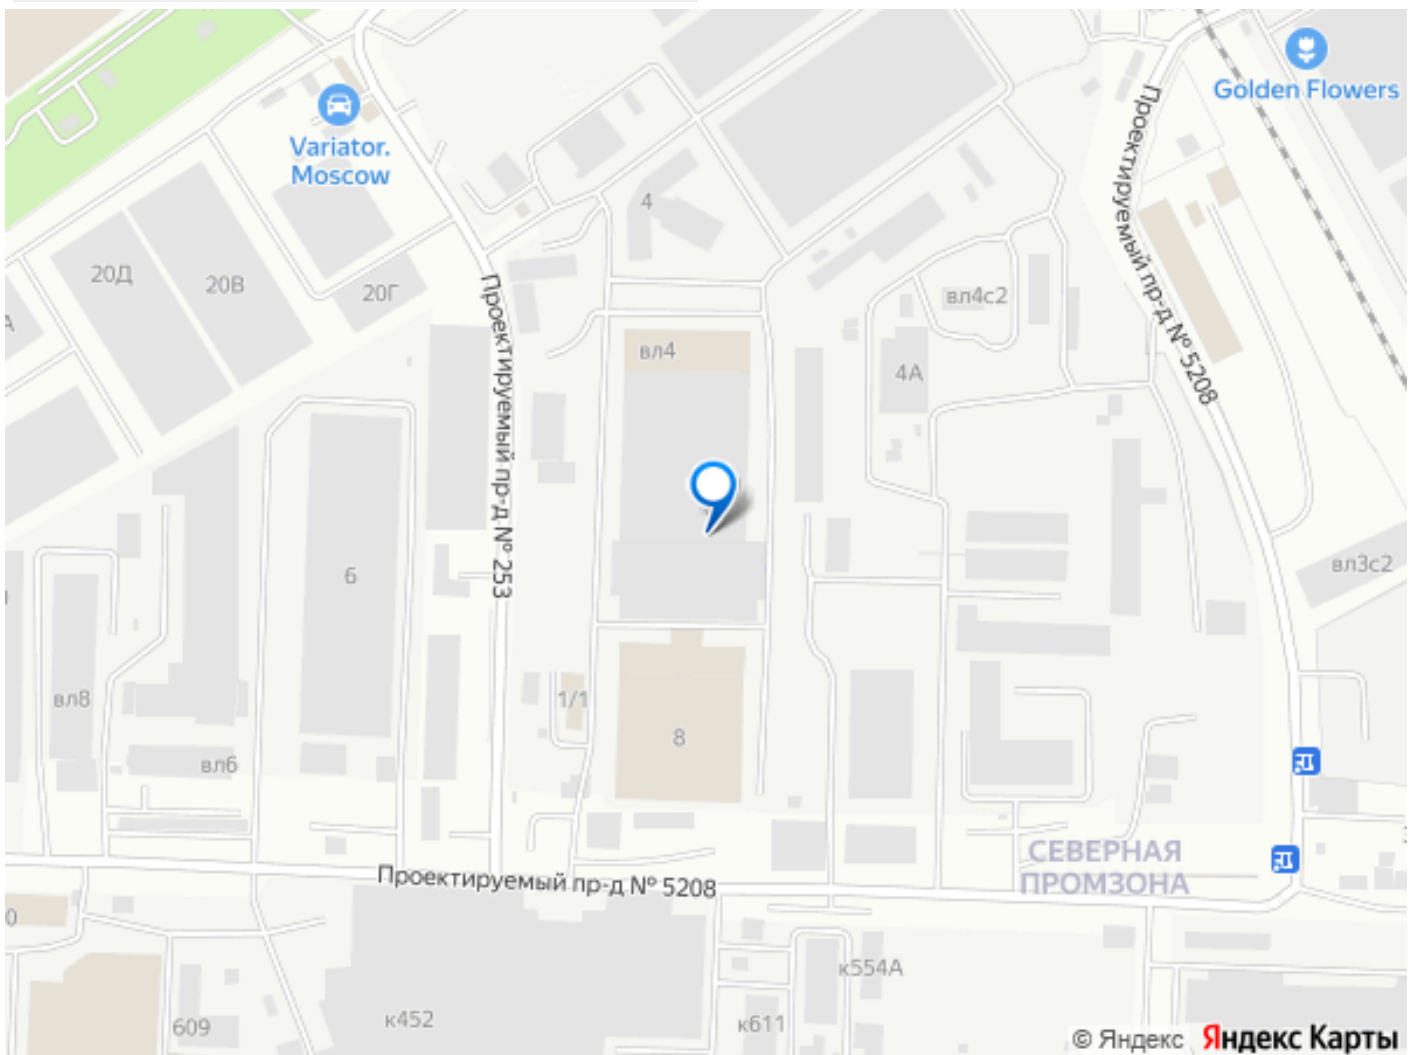 Golden Flowers
Variator.
Moscow
Проектируемый пр-д № 5208
4
20Д
20В
20Г
вл4с2
вл4
4А
Проектируемый пр-д № 253
6
вл3с2
вл8
1/1
8
вл6
СЕВЕРНАЯ
ПРОМЗОНА
Проектируемый пр-д № 5208
к554А
609
к452
к611
© Яндекс Яндекс Карты